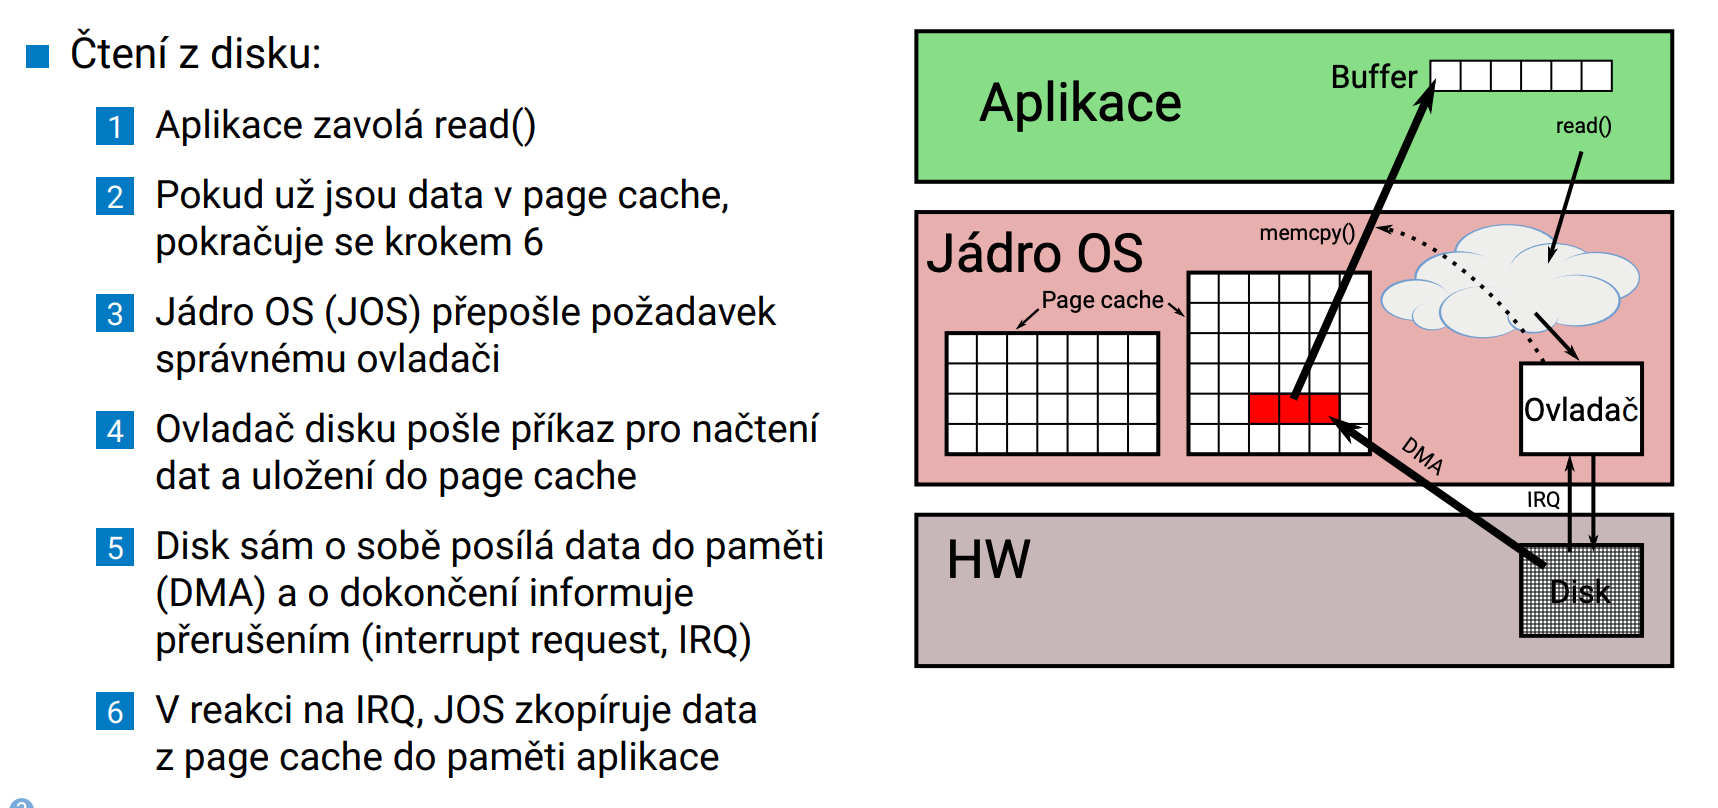 Čtení z disku:
1 Aplikace zavolá read()
2 Pokud už jsou data v page cache,
pokračuje se krokem 6
3 Jádro OS (JOS) přepošle požadavek
správnému ovladači
4 Ovladač disku pošle příkaz pro načtení
dat a uložení do page cache
5 Disk sám o sobě posílá data do paměti
(DMA) a o dokončení informuje
přerušením (interrupt request, IRQ)
6 V reakci na IRQ, JOS zkopíruje data
z page cache do paměti aplikace
Aplikace
Buffer
read()
Jádro OS
memcpy()
Page cache
Ovladač
DMA
IRQ
HW
Disk